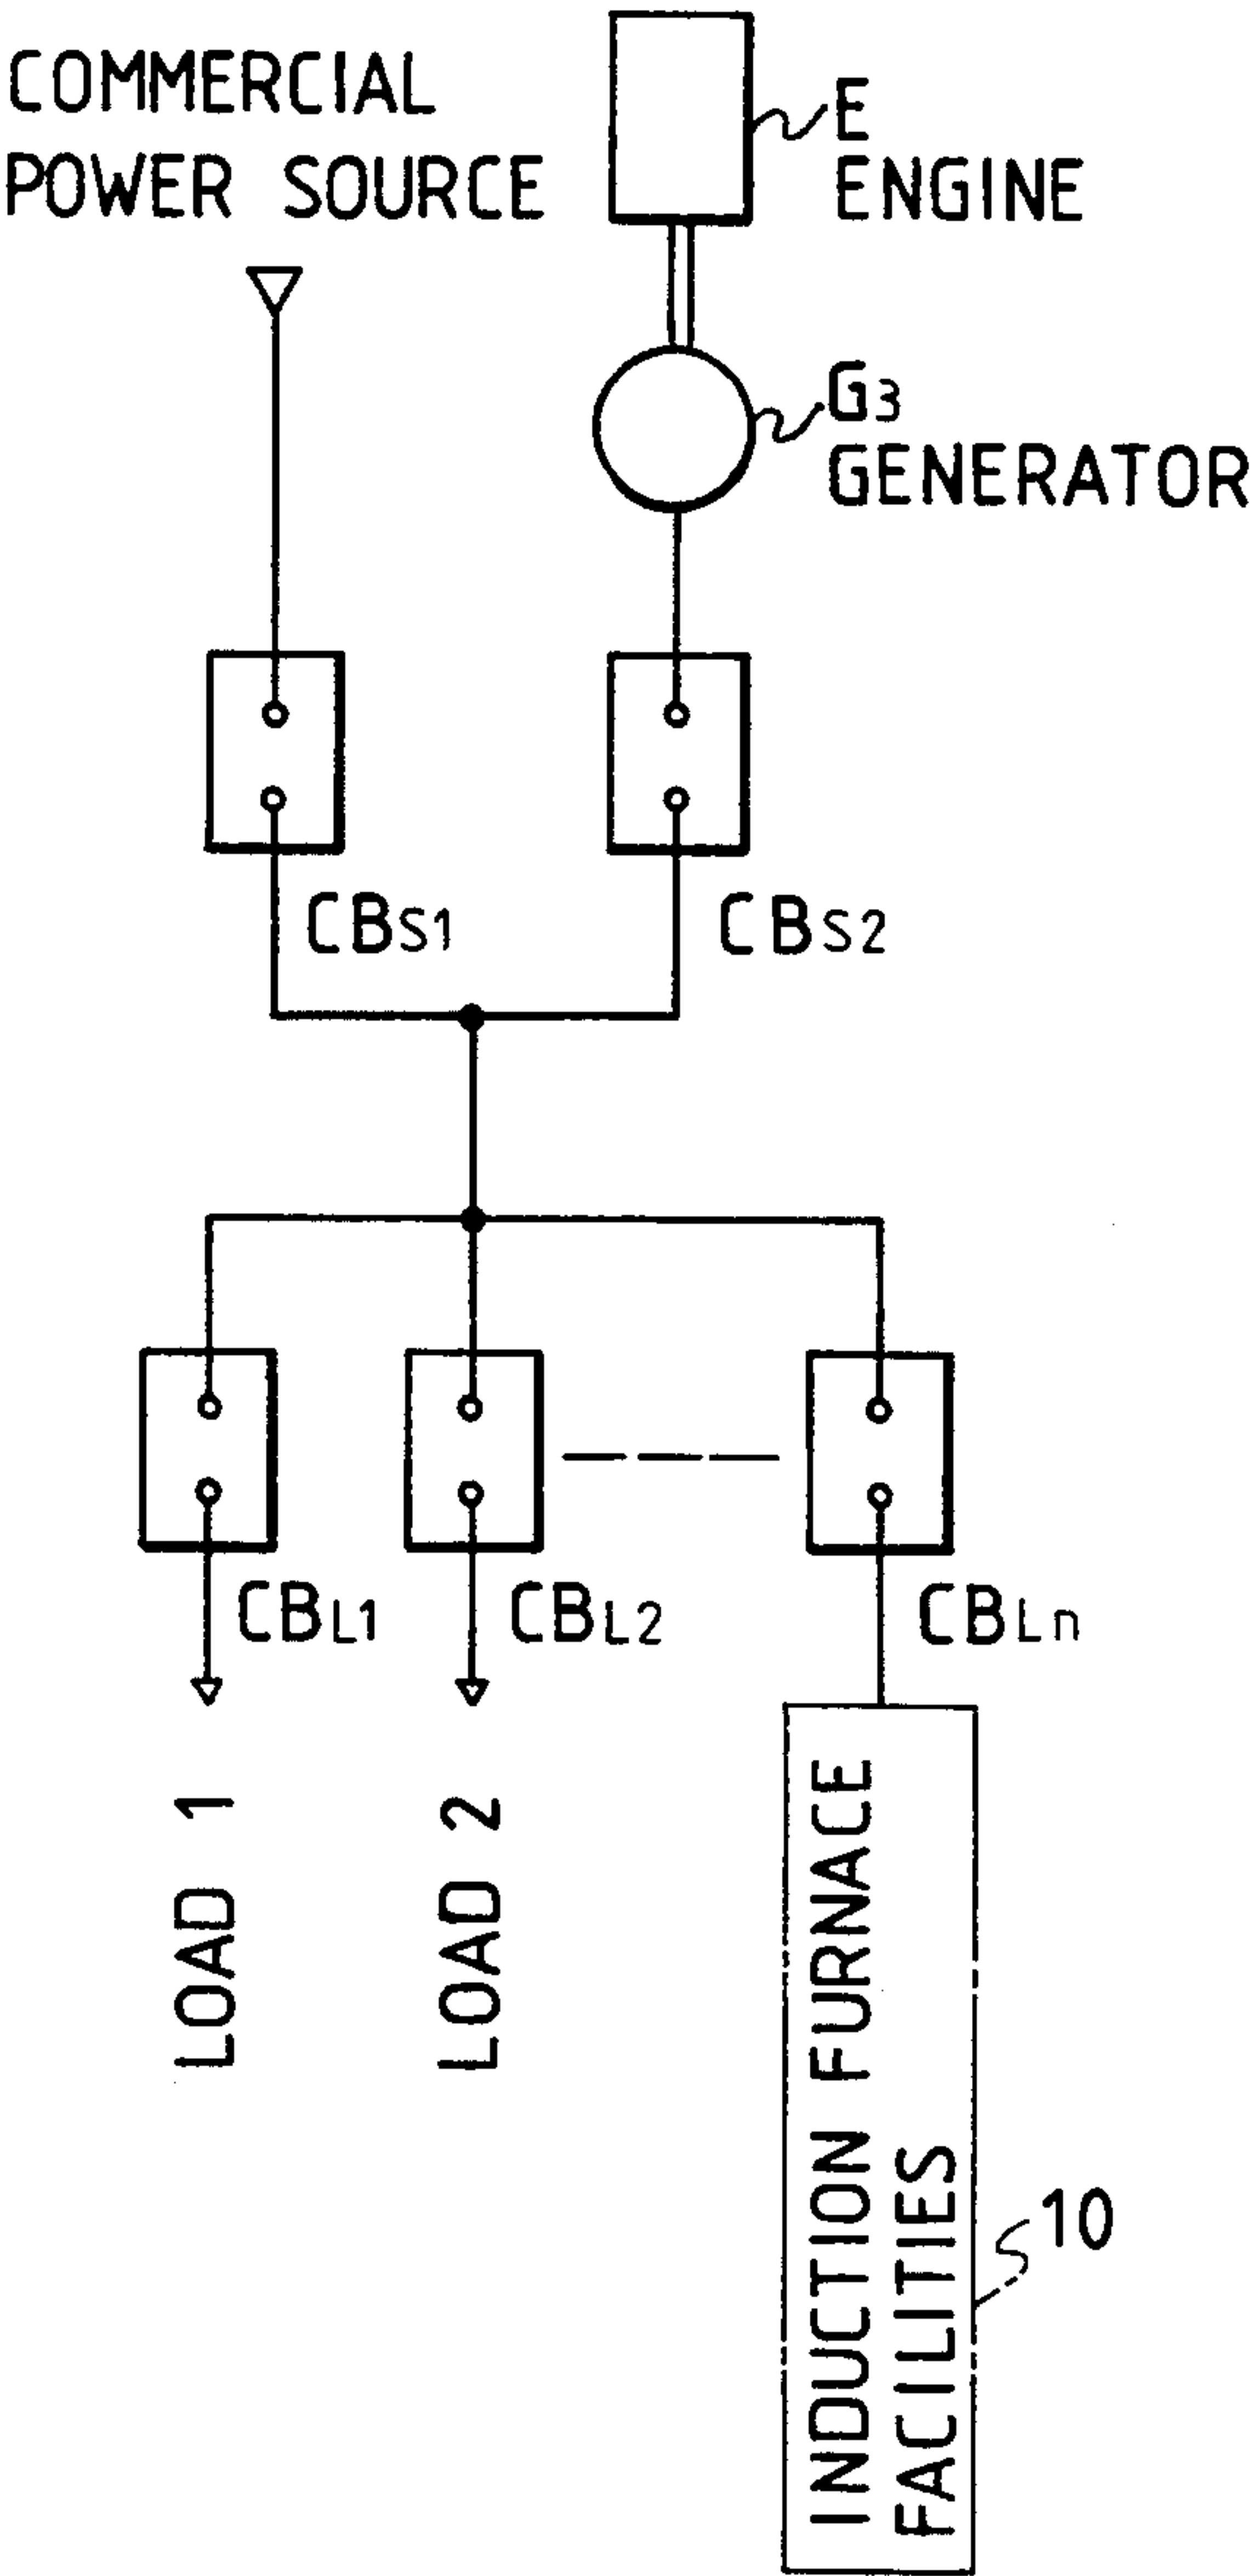 COMMERCIAL
POWER SOURCE
E
ENGINE
G3
GENERATOR
CBS1
CBS2
CBL1
CBL2
CBLn
LOAD 1
LOAD 2
INDUCTION FURNACE
FACILITIES
10